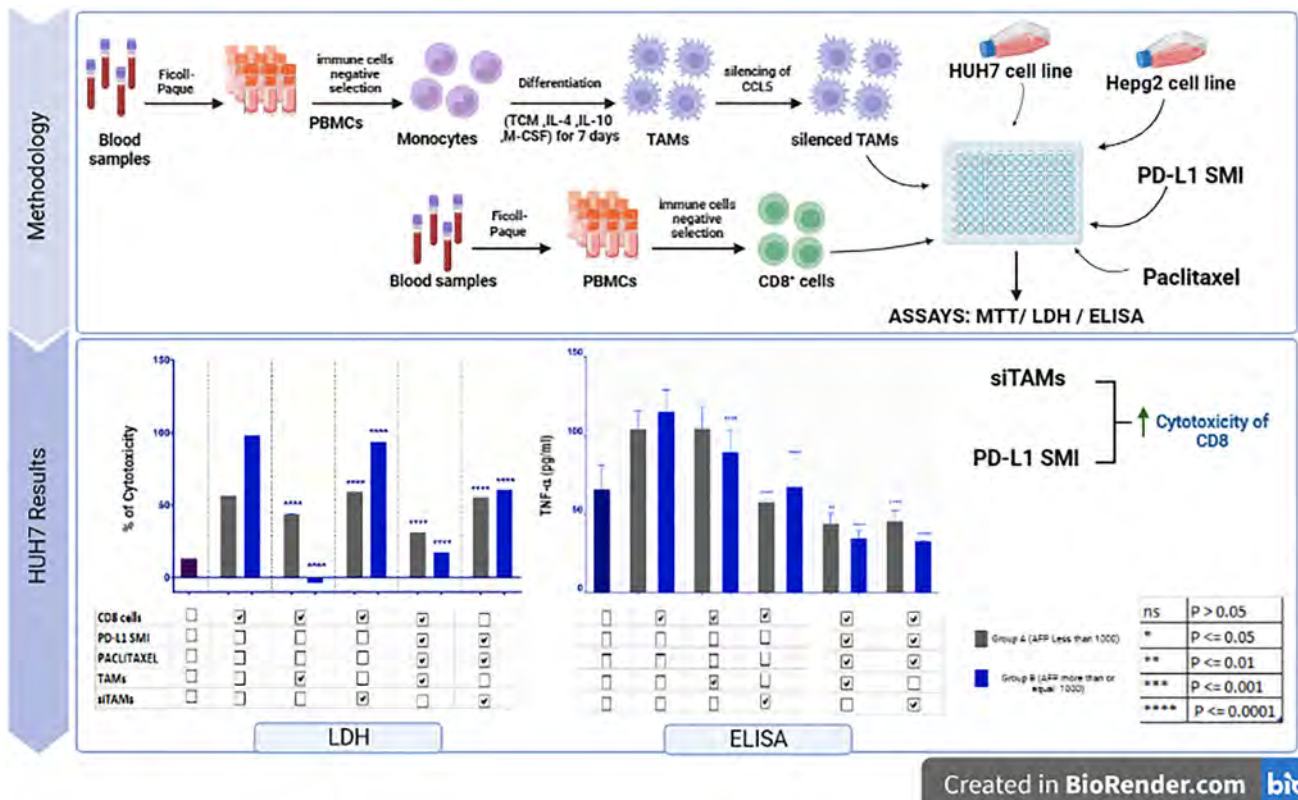 Methodology
Blood
samples
Ficoll-
Paque
immune cells
negative
selection
PBMCs
Monocytes
Differentiation
(TCM ,IL-4 ,IL-10
,M-CSF) for 7 days
TAMs
silencing of
CCL5
silenced TAMs
HUH7 cell line
Hepg2 cell line
PD-L1 SMI
Paclitaxel
Blood samples
Ficoll-
Paque
PBMCs
immune cells
negative
selection
CD8+ cells
ASSAYS: MTT/ LDH / ELISA
HUH7 Results
% of Cytotoxicity
150
100
50
0
****
****
****
****
****
****
****
****
CD8 cells
PD-L1 SMI
PACLITAXEL
TAMs
siTAMs
LDH
TNF-α (pg/ml)
150
100
50
0
****
****
****
**
****
****
****
ELISA
siTAMs
PD-L1 SMI
Cytotoxicity of
CD8
Group A (AFP Less than 1000)
Group B (AFP more than or
equal 1000)
ns P > 0.05
* P <= 0.05
** P <= 0.01
*** P <= 0.001
**** P <= 0.0001
Created in BioRender.com bio